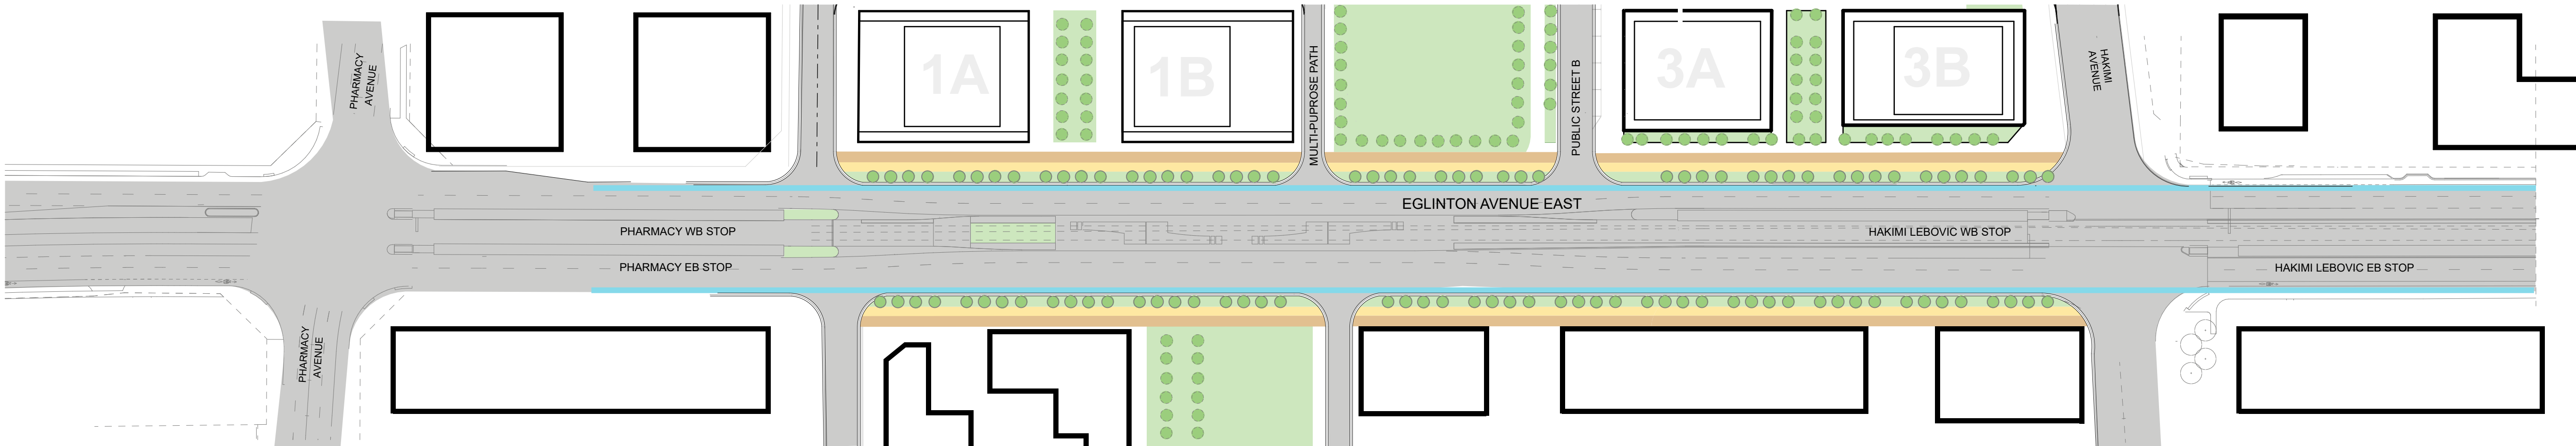 PHARMACY
AVENUE
1A
1B
MULTI-PUPROSE PATH
PUBLIC STREET B
3A
3B
HAKIMI
AVENUE
EGLINTON AVENUE EAST
PHARMACY WB STOP
HAKIMI LEBOVIC WB STOP
PHARMACY EB STOP
HAKIMI LEBOVIC EB STOP
PHARMACY
AVENUE